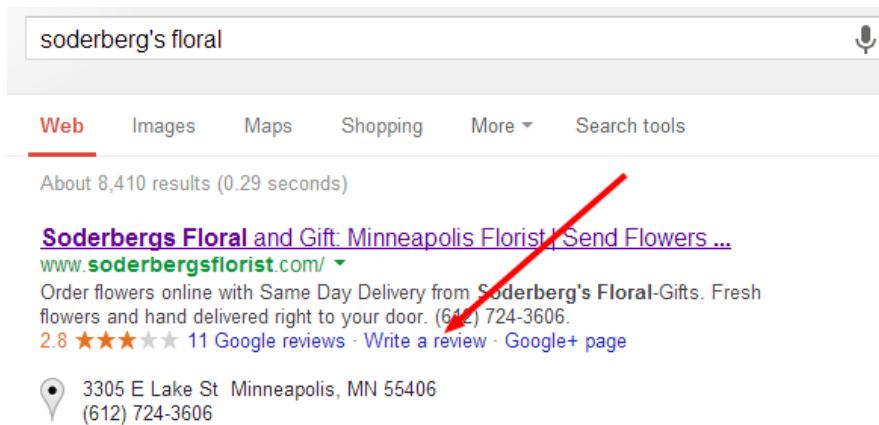 soderberg's floral
Web Images Maps Shopping More Search tools
About 8,410 results (0.29 seconds)
Soderbergs Floral and Gift: Minneapolis Florist | Send Flowers ...
www.soderbergsflorist.com/
Order flowers online with Same Day Delivery from Soderberg's Floral-Gifts. Fresh
flowers and hand delivered right to your door. (612) 724-3606.
2.8 ★★★★★ 11 Google reviews · Write a review · Google+ page
3305 E Lake St Minneapolis, MN 55406
(612) 724-3606